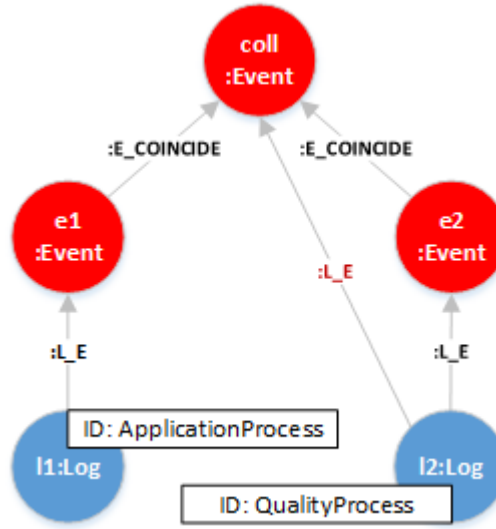 coll
:Event
:E_COINCIDE
:E_COINCIDE
e1
:Event
e2
:Event
:L_E
:L_E
:L_E
ID: ApplicationProcess
l1:Log
l2:Log
ID: QualityProcess